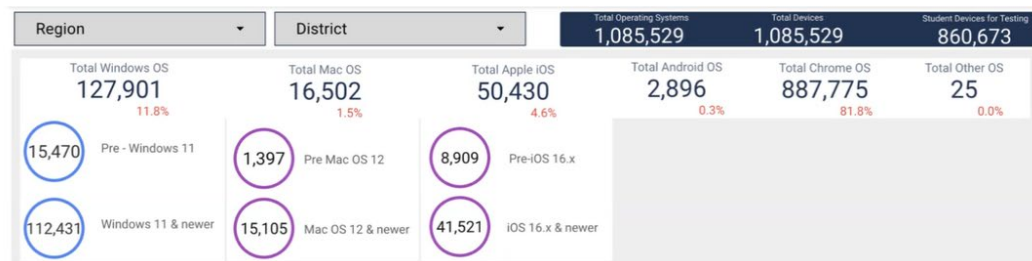 Region
District
Total Operating Systems
1,085,529
Total Devices
1,085,529
Student Devices for Testing
860,673
Total Windows OS
127,901
11.8%
Total Mac OS
16,502
1.5%
Total Apple iOS
50,430
4.6%
Total Android OS
2,896
0.3%
Total Chrome OS
887,775
81.8%
Total Other OS
25
0.0%
15,470
Pre - Windows 11
1,397
Pre Mac OS 12
8,909
Pre-iOS 16.x
112,431
Windows 11 & newer
15,105
Mac OS 12 & newer
41,521
iOS 16.x & newer